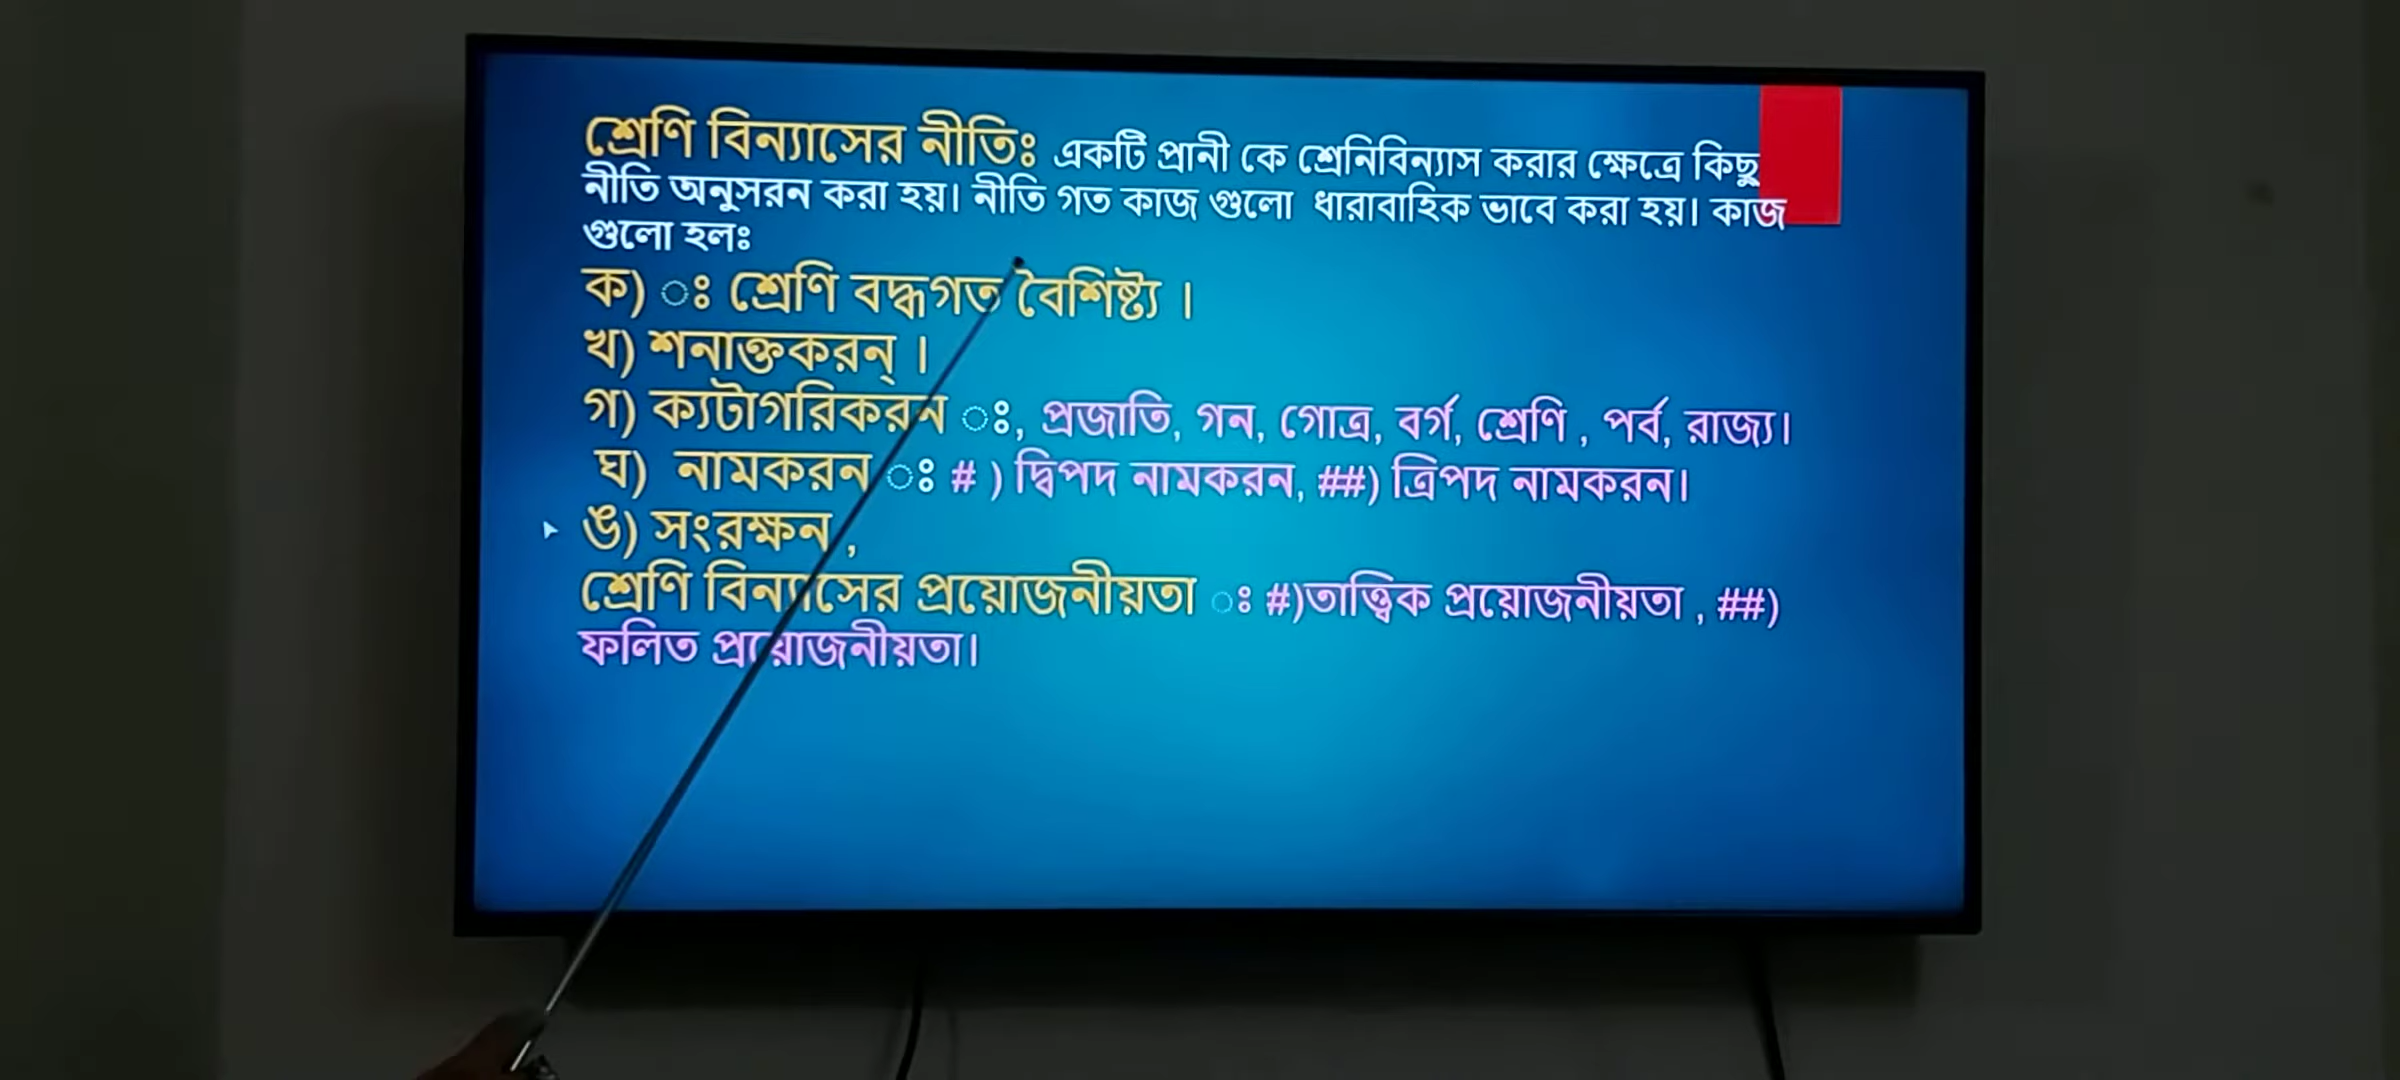 শ্রেণি বিন্যাসের নীতিঃ একটি প্রানী কে শ্রেনিবিন্যাস করার ক্ষেত্রে কিছু
নীতি অনুসরন করা হয়। নীতি গত কাজ গুলো ধারাবাহিক ভাবে করা হয়। কাজ
গুলো হলঃ
ক) ঃ শ্রেণি বদ্ধগত বৈশিষ্ট্য ।
খ) শনাক্তকরন্ ।
গ) ক্যটাগরিকরন ঃ, প্রজাতি, গন, গোত্র, বর্গ, শ্রেণি , পর্ব, রাজ্য।
ঘ) নামকরন ঃ # ) দ্বিপদ নামকরন, ##) ত্রিপদ নামকরন।
ঙ) সংরক্ষন ,
শ্রেণি বিন্যাসের প্রয়োজনীয়তা ঃ #)তাত্ত্বিক প্রয়োজনীয়তা , ##)
ফলিত প্রয়োজনীয়তা।